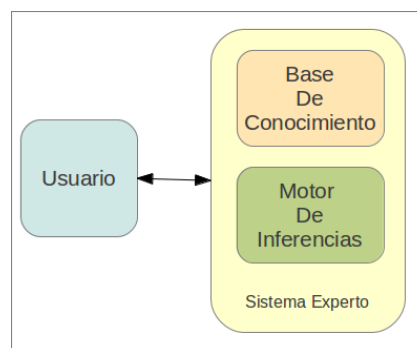 Usuario
Base
De
Conocimiento
Motor
De
Inferencias
Sistema Experto